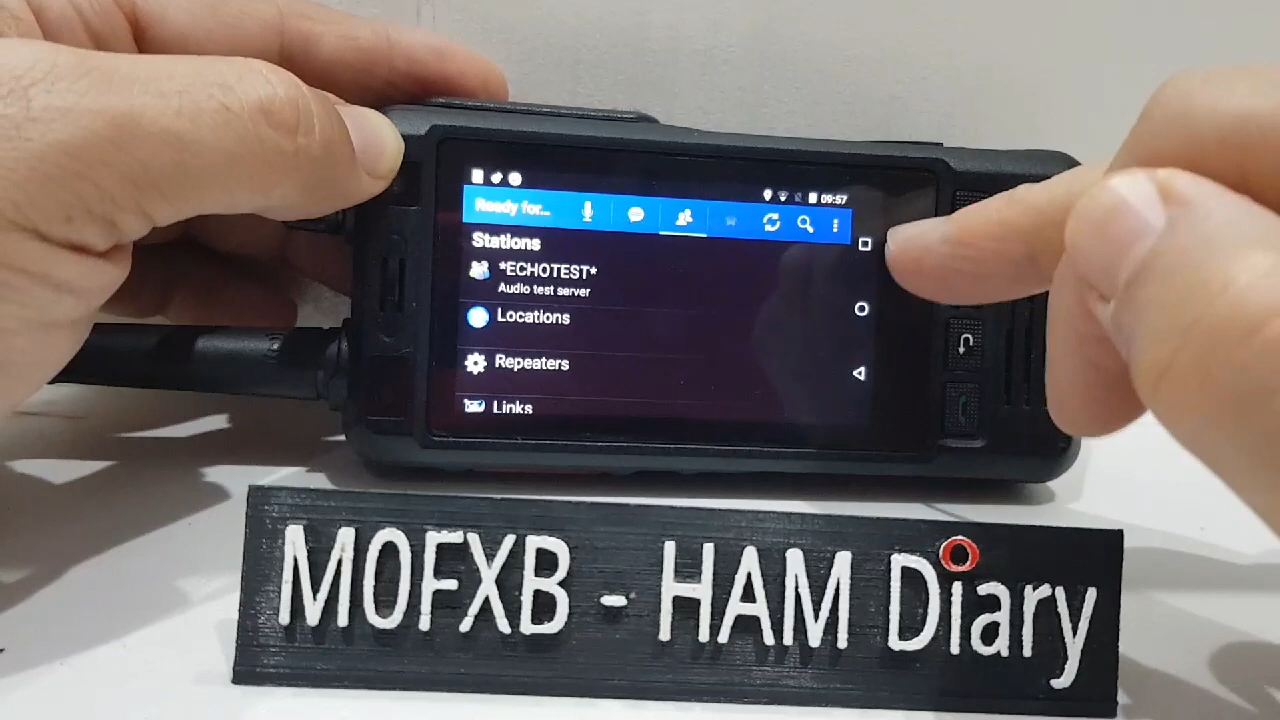 09:57
Ready for...
Stations
*ECHOTEST*
Audio test server
Locations
Repeaters
Links
M0FXB - HAM Diary